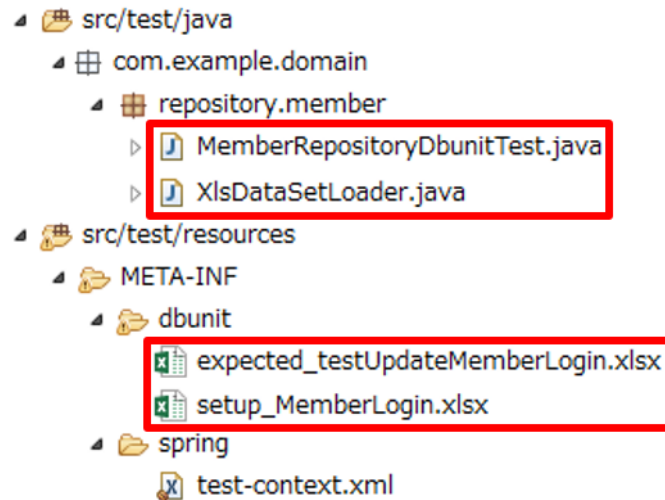 src/test/java
com.example.domain
repository.member
MemberRepositoryDbunitTest.java
XlsDataSetLoader.java
src/test/resources
META-INF
dbunit
expected_testUpdateMemberLogin.xlsx
setup_MemberLogin.xlsx
spring
test-context.xml